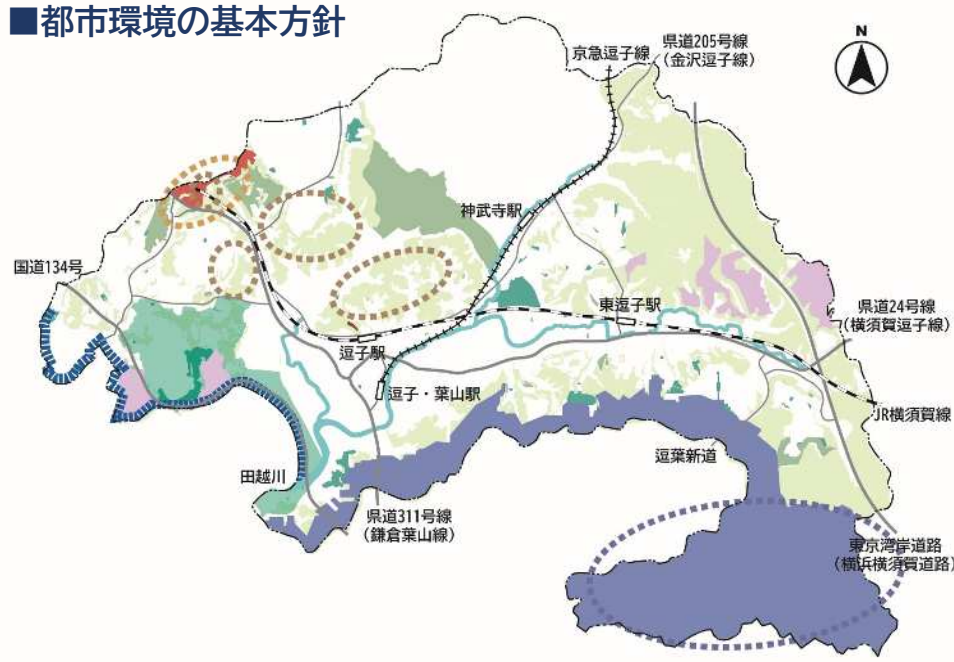 ■都市環境の基本方針
京急逗子線
県道205号線
(金沢逗子線)
N
神武寺駅
国道134号
東逗子駅
県道24号線
(横須賀逗子線)
逗子駅
逗子・葉山駅
JR横須賀線
逗葉新道
田越川
県道311号線
(鎌倉葉山線)
東京湾岸道路
(横浜横須賀道路)